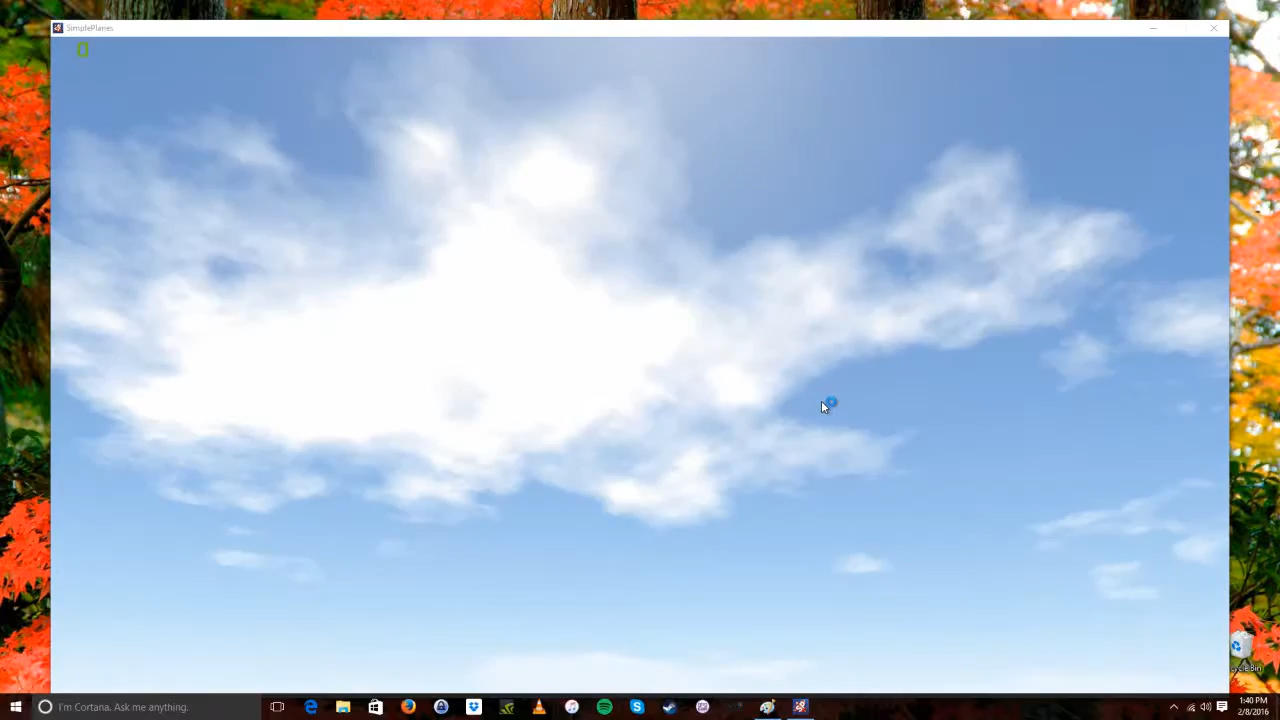 SimplePlanes
0
I'm Cortana. Ask me anything.
1:40 PM
2/8/2016